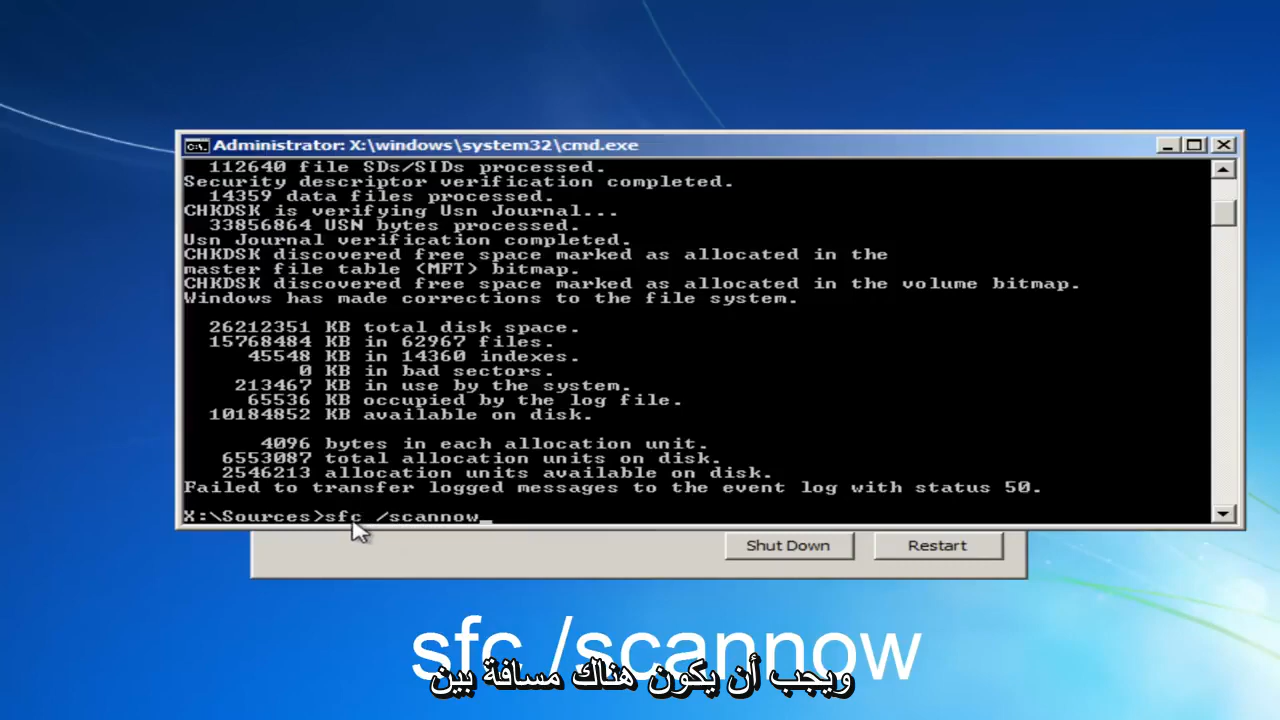 Administrator: X:\windows\system32\cmd.exe
112640 file SDs/SIDs processed.
Security descriptor verification completed.
14359 data files processed.
CHKDSK is verifying Usn Journal...
33856864 USN bytes processed.
Usn Journal verification completed.
CHKDSK discovered free space marked as allocated in the
master file table (MFT) bitmap.
CHKDSK discovered free space marked as allocated in the volume bitmap.
Windows has made corrections to the file system.
26212351 KB total disk space.
15768484 KB in 62967 files.
45548 KB in 14360 indexes.
0 KB in bad sectors.
213467 KB in use by the system.
65536 KB occupied by the log file.
10184852 KB available on disk.
4096 bytes in each allocation unit.
6553087 total allocation units on disk.
2546213 allocation units available on disk.
Failed to transfer logged messages to the event log with status 50.
X:\Sources>sfc /scannow_
Shut Down
Restart
sfc /scannow
ويجب أن يكون هناك مسافة بين